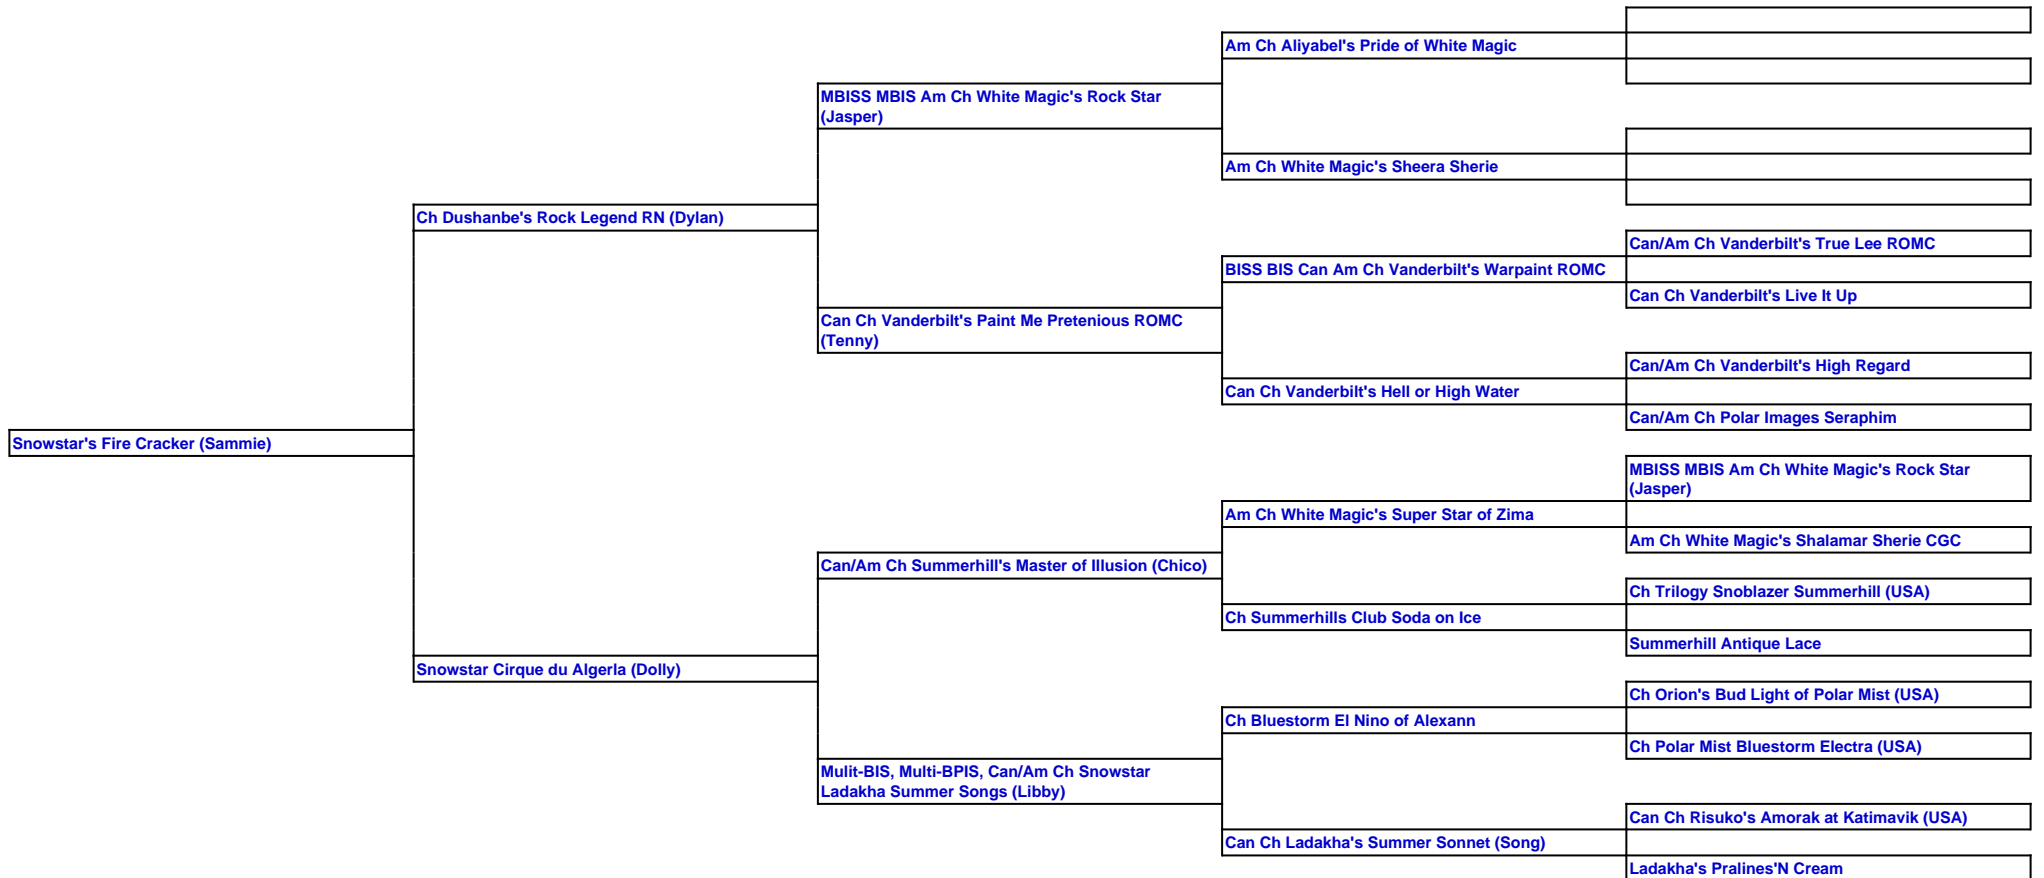 Am Ch Aliyabel's Pride of White Magic
MBISS MBIS Am Ch White Magic's Rock Star
(Jasper)
Am Ch White Magic's Sheera Sherie
Ch Dushanbe's Rock Legend RN (Dylan)
Can/Am Ch Vanderbilt's True Lee ROMC
BISS BIS Can Am Ch Vanderbilt's Warpaint ROMC
Can Ch Vanderbilt's Live It Up
Can Ch Vanderbilt's Paint Me Pretenious ROMC
(Tenny)
Can/Am Ch Vanderbilt's High Regard
Can Ch Vanderbilt's Hell or High Water
Can/Am Ch Polar Images Seraphim
Snowstar's Fire Cracker (Sammie)
MBISS MBIS Am Ch White Magic's Rock Star
(Jasper)
Am Ch White Magic's Super Star of Zima
Am Ch White Magic's Shalamar Sherie CGC
Can/Am Ch Summerhill's Master of Illusion (Chico)
Ch Trilogy Snoblazer Summerhill (USA)
Ch Summerhills Club Soda on Ice
Summerhill Antique Lace
Snowstar Cirque du Algerla (Dolly)
Ch Orion's Bud Light of Polar Mist (USA)
Ch Bluestorm El Nino of Alexann
Ch Polar Mist Bluestorm Electra (USA)
Mulit-BIS, Multi-BPIS, Can/Am Ch Snowstar
Ladakha Summer Songs (Libby)
Can Ch Risuko's Amorak at Katimavik (USA)
Can Ch Ladakha's Summer Sonnet (Song)
Ladakha's Pralines'N Cream